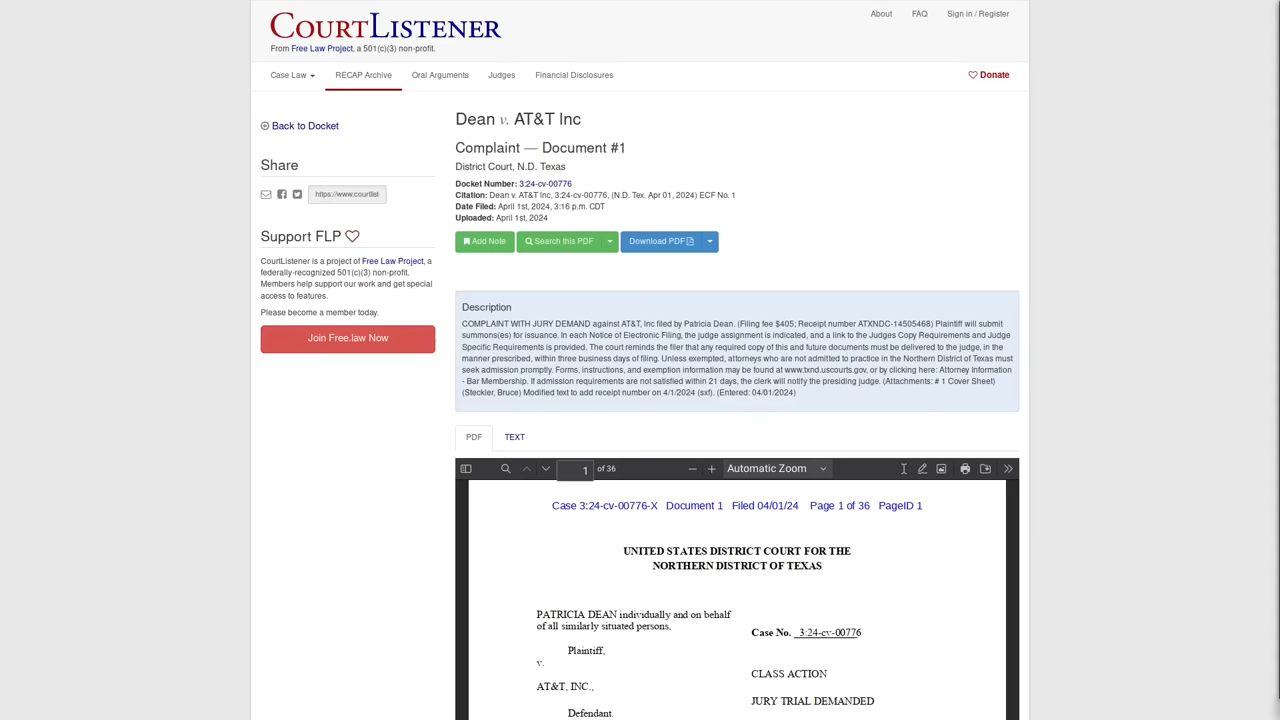 COURTLISTENER
From Free Law Project, a 501(c)(3) non-profit.
About FAQ Sign in / Register
Case Law RECAP Archive Oral Arguments Judges Financial Disclosures Donate
Back to Docket
Share
https://www.courtlist
Support FLP
CourtListener is a project of Free Law Project, a
federally-recognized 501(c)(3) non-profit.
Members help support our work and get special
access to features.
Please become a member today.
Join Free.law Now
Dean v. AT&T Inc
Complaint — Document #1
District Court, N.D. Texas
Docket Number: 3:24-cv-00776
Citation: Dean v. AT&T Inc, 3:24-cv-00776, (N.D. Tex. Apr 01, 2024) ECF No. 1
Date Filed: April 1st, 2024, 3:16 p.m. CDT
Uploaded: April 1st, 2024
Add Note Search this PDF Download PDF
Description
COMPLAINT WITH JURY DEMAND against AT&T, Inc filed by Patricia Dean. (Filing fee $405; Receipt number ATXNDC-14505468) Plaintiff will submit
summons(es) for issuance. In each Notice of Electronic Filing, the judge assignment is indicated, and a link to the Judges Copy Requirements and Judge
Specific Requirements is provided. The court reminds the filer that any required copy of this and future documents must be delivered to the judge, in the
manner prescribed, within three business days of filing. Unless exempted, attorneys who are not admitted to practice in the Northern District of Texas must
seek admission promptly. Forms, instructions, and exemption information may be found at www.txnd.uscourts.gov, or by clicking here: Attorney Information
- Bar Membership. If admission requirements are not satisfied within 21 days, the clerk will notify the presiding judge. (Attachments: # 1 Cover Sheet)
(Steckler, Bruce) Modified text to add receipt number on 4/1/2024 (sxf). (Entered: 04/01/2024)
PDF TEXT
1 of 36 Automatic Zoom
Case 3:24-cv-00776-X Document 1 Filed 04/01/24 Page 1 of 36 PageID 1
UNITED STATES DISTRICT COURT FOR THE
NORTHERN DISTRICT OF TEXAS
PATRICIA DEAN individually and on behalf
of all similarly situated persons,
Plaintiff,
v.
AT&T, INC.,
Defendant.
Case No. 3:24-cv-00776
CLASS ACTION
JURY TRIAL DEMANDED